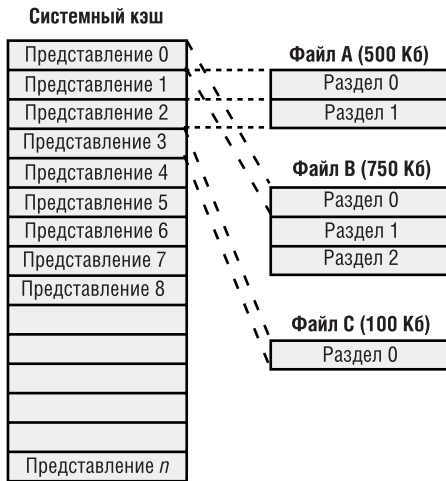 Системный кэш
Представление 0
Представление 1
Представление 2
Представление 3
Представление 4
Представление 5
Представление 6
Представление 7
Представление 8
Представление n
Файл A (500 Кб)
Раздел 0
Раздел 1
Файл B (750 Кб)
Раздел 0
Раздел 1
Раздел 2
Файл C (100 Кб)
Раздел 0